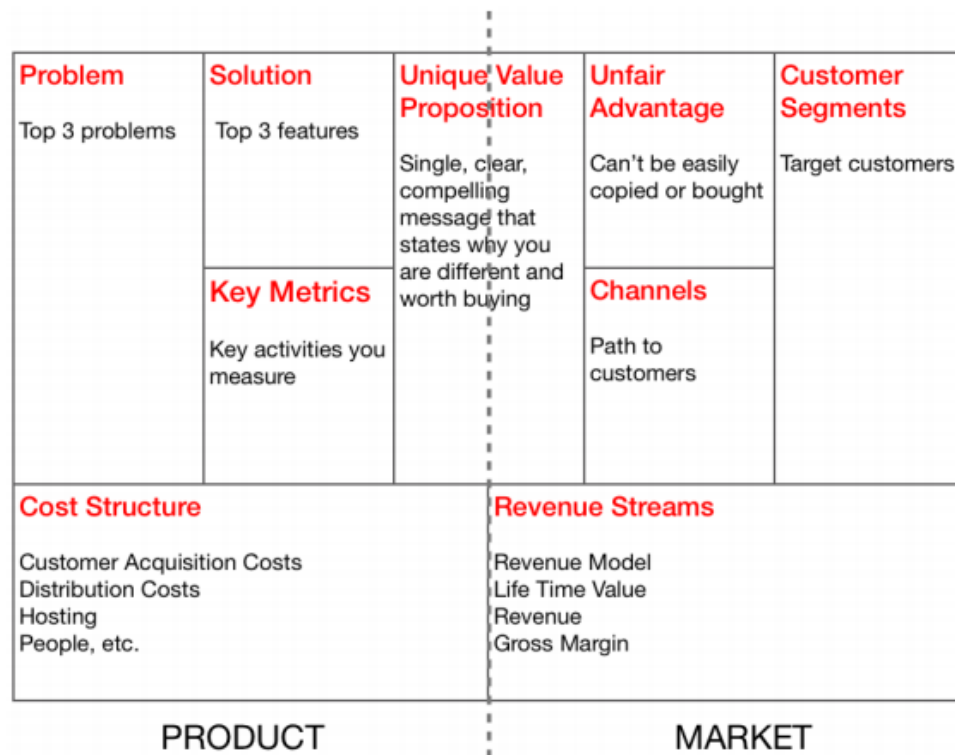 Problem
Top 3 problems
Solution
Top 3 features
Key Metrics
Key activities you
measure
Unique Value
Proposition
Single, clear,
compelling
message that
states why you
are different and
worth buying
Unfair
Advantage
Can't be easily
copied or bought
Channels
Path to
customers
Customer
Segments
Target customers
Cost Structure
Customer Acquisition Costs
Distribution Costs
Hosting
People, etc.
Revenue Streams
Revenue Model
Life Time Value
Revenue
Gross Margin
PRODUCT
MARKET